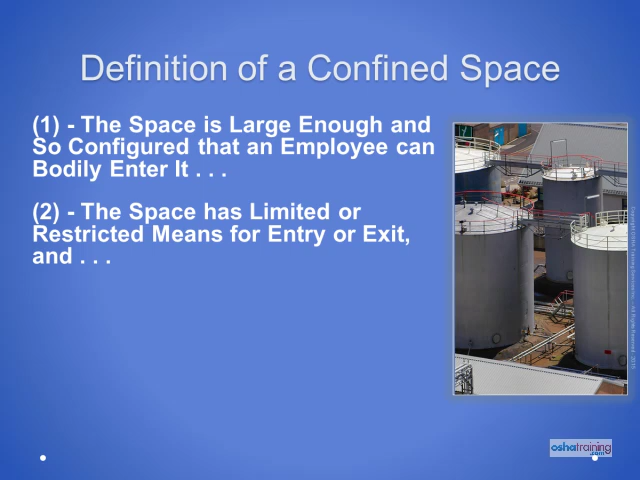 Definition of a Confined Space
(1) - The Space is Large Enough and
So Configured that an Employee can
Bodily Enter It . . .
(2) - The Space has Limited or
Restricted Means for Entry or Exit,
and . . .
oshatraining
.com